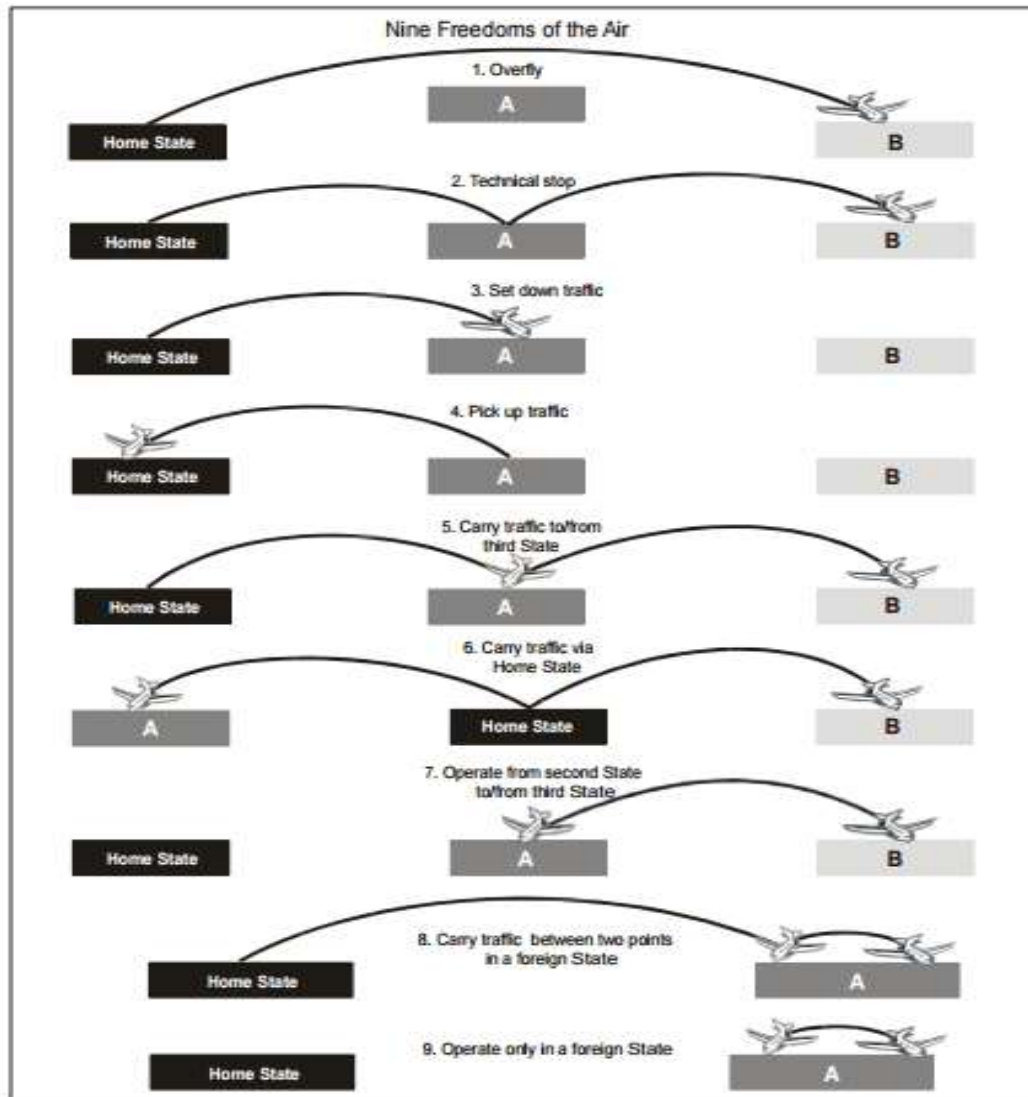 Nine Freedoms of the Air
1. Overfly
A
Home State
B
2. Technical stop
Home State
A
B
3. Set down traffic
Home State
A
B
4. Pick up traffic
Home State
A
B
5. Carry traffic to/from
third State
Home State
A
B
6. Carry traffic via
Home State
A
Home State
B
7. Operate from second State
to/from third State
Home State
A
B
8. Carry traffic between two points
in a foreign State
Home State
A
9. Operate only in a foreign State
Home State
A